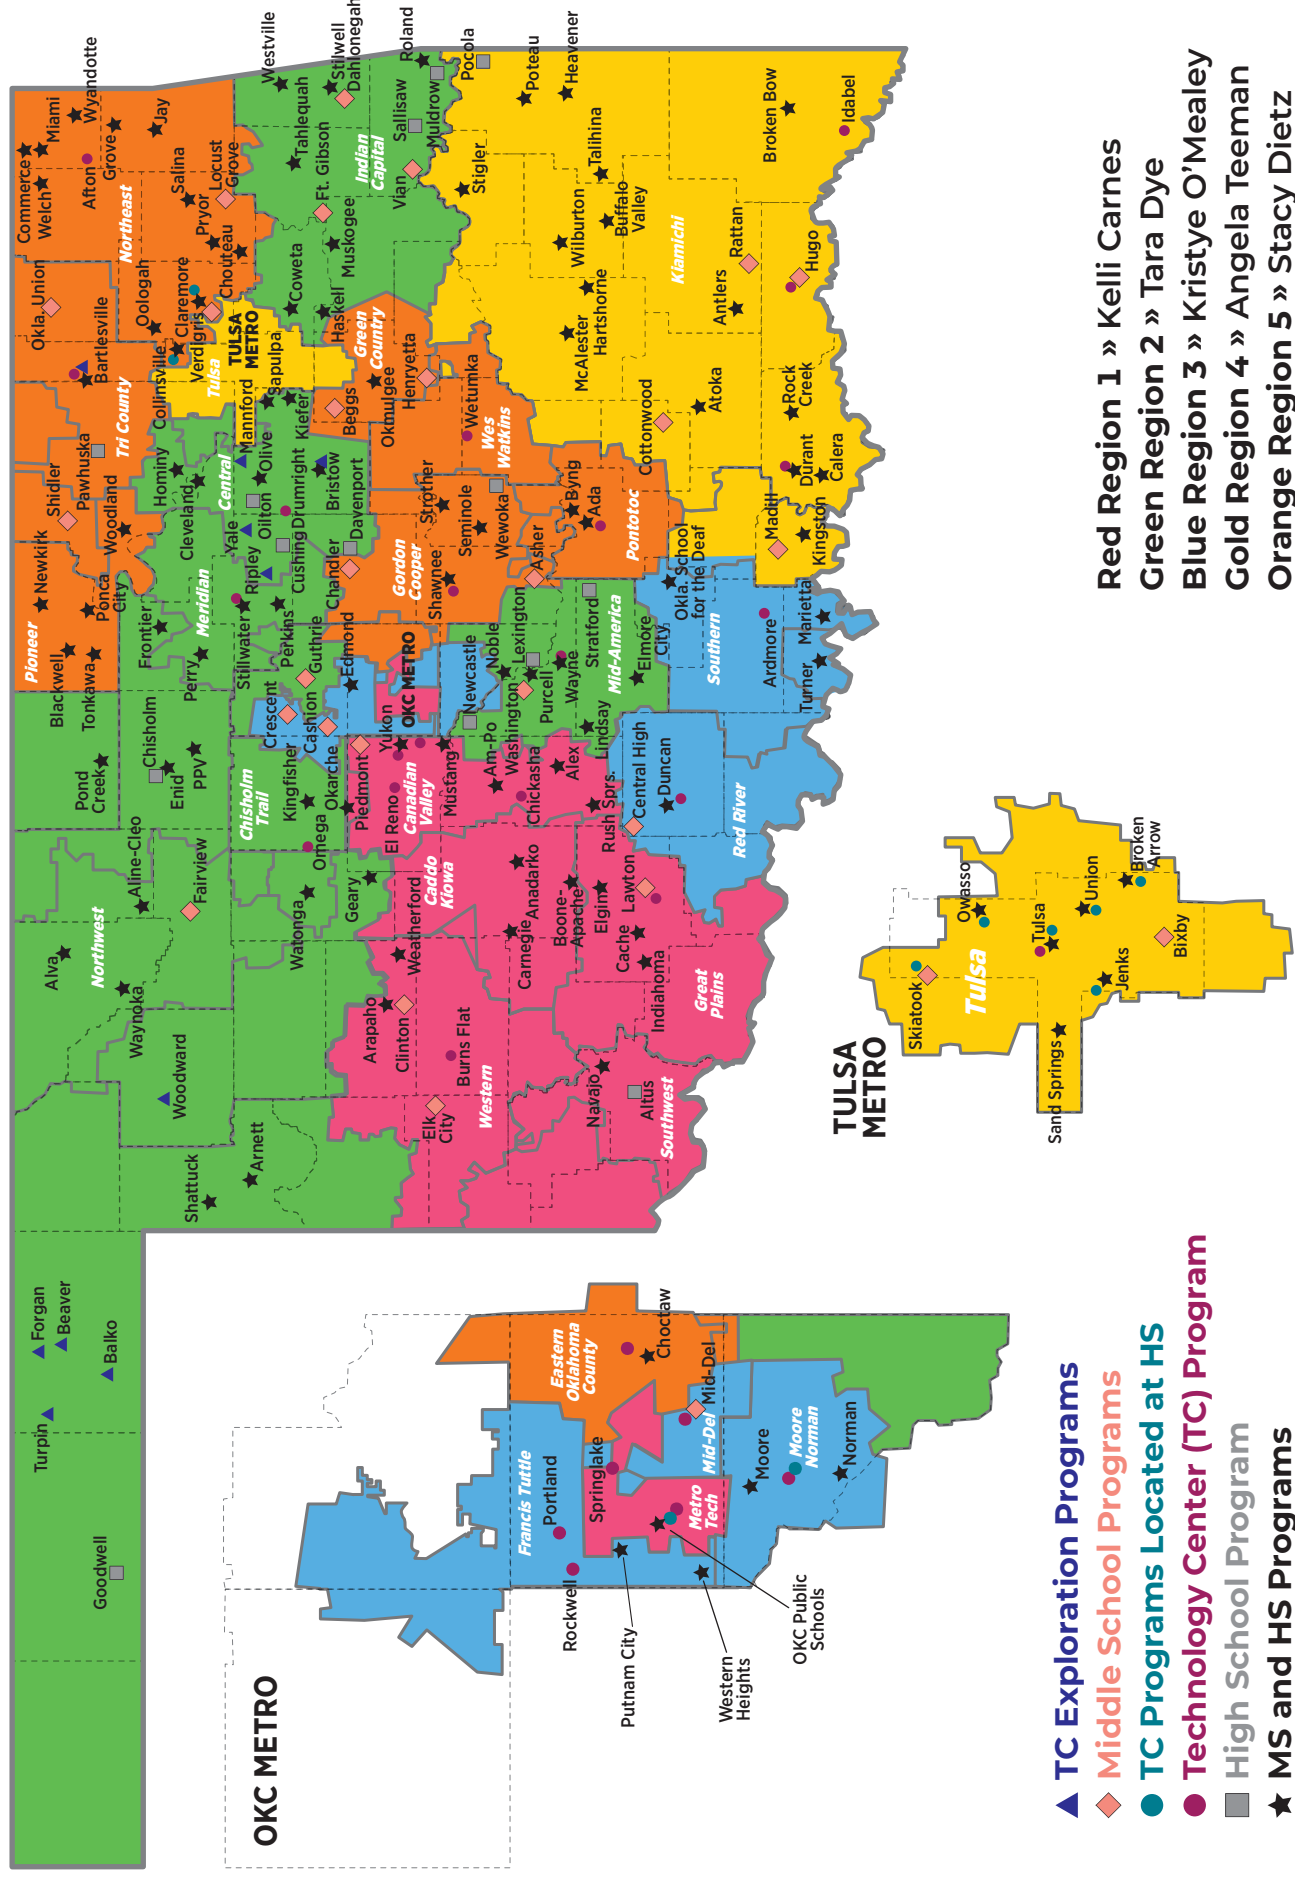 Turpin
Forgan
Beaver
Balko
Goodwell
Shattuck
Arnett
Woodward
Waynoka
Alva
Northwest
Aline-Cleo
Fairview
Watonga
Geary
Pond
Creek
Chisholm
Enid
PPV
Chisholm
Trail
Kingfisher
Omega
Okarche
Cashion
Crescent
Guthrie
Edmond
Piedmont
Yukon
OKC METRO
Blackwell
Tonkawa
Pioneer
Newkirk
Ponca
City
Frontier
Perry
Meridian
Stillwater
Perkins
Ripley
Yale
Cushing
Chandler
Davenport
Drumright
Oilton
Olive
Bristow
Mannford
Central
Cleveland
Hominy
Woodland
Shidler
Pawhuska
Tri County
Bartlesville
Okla. Union
Collinsville
Oologah
Claremore
Verdigris
Tulsa
TULSA
METRO
Sapulpa
Kiefer
Beggs
Okmulgee
Henryetta
Green
Country
Haskell
Coweta
Muskogee
Ft. Gibson
Tahlequah
Westville
Stilwell
Dahlonegah
Indian
Capital
Vian
Sallisaw
Muldrow
Roland
Pocola
Commerce
Miami
Wyandotte
Welch
Afton
Grove
Jay
Northeast
Salina
Pryor
Locust
Grove
Chouteau
Arapaho
Clinton
Weatherford
Burns Flat
Elk
City
Western
Caddo
Kiowa
Carnegie
Anadarko
Boone-
Apache
Elgin
Cache
Lawton
Indiahoma
Great
Plains
Navajo
Altus
Southwest
El Reno
Canadian
Valley
Mustang
Chickasha
Am-Po
Alex
Rush Sprs.
Newcastle
Noble
Washington
Lexington
Purcell
Wayne
Lindsay
Stratford
Mid-America
Elmore
City
Central High
Duncan
Red River
Southern
Ardmore
Turner
Marietta
Okla. School
for the Deaf
Gordon
Cooper
Shawnee
Strother
Seminole
Wewoka
Asher
Byng
Ada
Pontotoc
Wetumka
Wes
Watkins
Cottonwood
Atoka
Madill
Kingston
Durant
Calera
Rock
Creek
Stigler
Poteau
Heavener
Wilburton
Talihina
Buffalo
Valley
McAlester
Hartshorne
Kiamichi
Antlers
Rattan
Hugo
Broken Bow
Idabel
OKC METRO
Francis Tuttle
Portland
Rockwell
Putnam City
Western
Heights
OKC Public
Schools
Springlake
Metro
Tech
Eastern
Oklahoma
County
Choctaw
Mid-Del
Mid-Del
Moore
Moore
Norman
Norman
TULSA
METRO
Skiatook
Owasso
Tulsa
Tulsa
Sand Springs
Jenks
Union
Broken
Arrow
Bixby
TC Exploration Programs
Middle School Programs
TC Programs Located at HS
Technology Center (TC) Program
High School Program
MS and HS Programs
Red Region 1 » Kelli Carnes
Green Region 2 » Tara Dye
Blue Region 3 » Kristye O’Mealey
Gold Region 4 » Angela Teeman
Orange Region 5 » Stacy Dietz